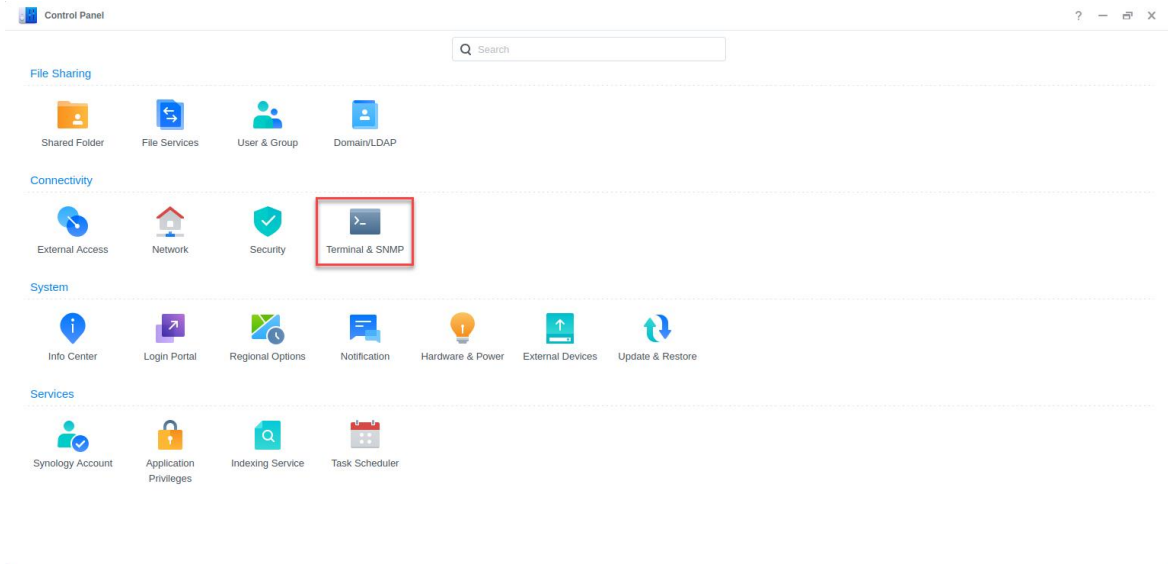 Control Panel
Search
File Sharing
Shared Folder
File Services
User & Group
Domain/LDAP
Connectivity
External Access
Network
Security
Terminal & SNMP
System
Info Center
Login Portal
Regional Options
Notification
Hardware & Power
External Devices
Update & Restore
Services
Synology Account
Application
Privileges
Indexing Service
Task Scheduler